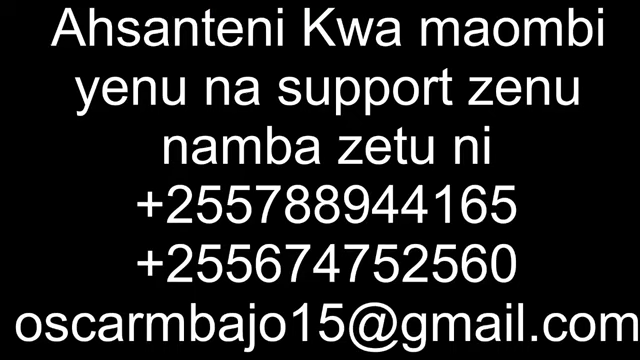 Ahsanteni Kwa maombi
yenu na support zenu
namba zetu ni
+255788944165
+255674752560
oscarmbajo15@gmail.com